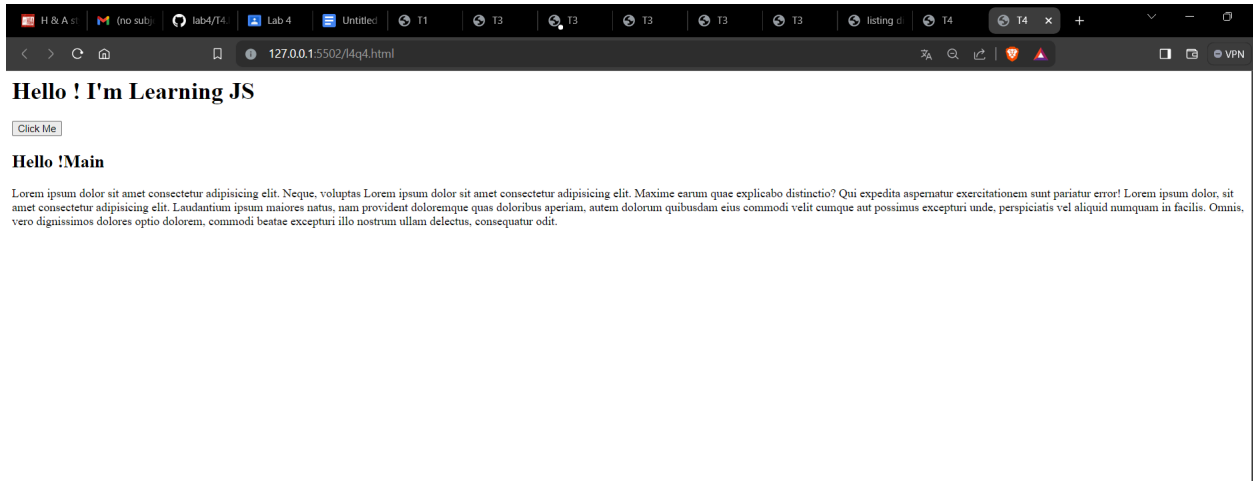 H & A st
(no subj
lab4/T4.
Lab 4
Untitled
T1
T3
T3
T3
T3
T3
listing di
T4
T4
127.0.0.1:5502/l4q4.html
VPN
Hello ! I'm Learning JS
Click Me
Hello !Main
Lorem ipsum dolor sit amet consectetur adipisicing elit. Neque, voluptas Lorem ipsum dolor sit amet consectetur adipisicing elit. Maxime earum quae explicabo distinctio? Qui expedita aspernatur exercitationem sunt pariatur error! Lorem ipsum dolor, sit
amet consectetur adipisicing elit. Laudantium ipsum maiores natus, nam provident doloremque quas doloribus aperiam, autem dolorum quibusdam eius commodi velit cumque aut possimus excepturi unde, perspiciatis vel aliquid numquam in facilis. Omnis,
vero dignissimos dolores optio dolorem, commodi beatae excepturi illo nostrum ullam delectus, consequatur odit.